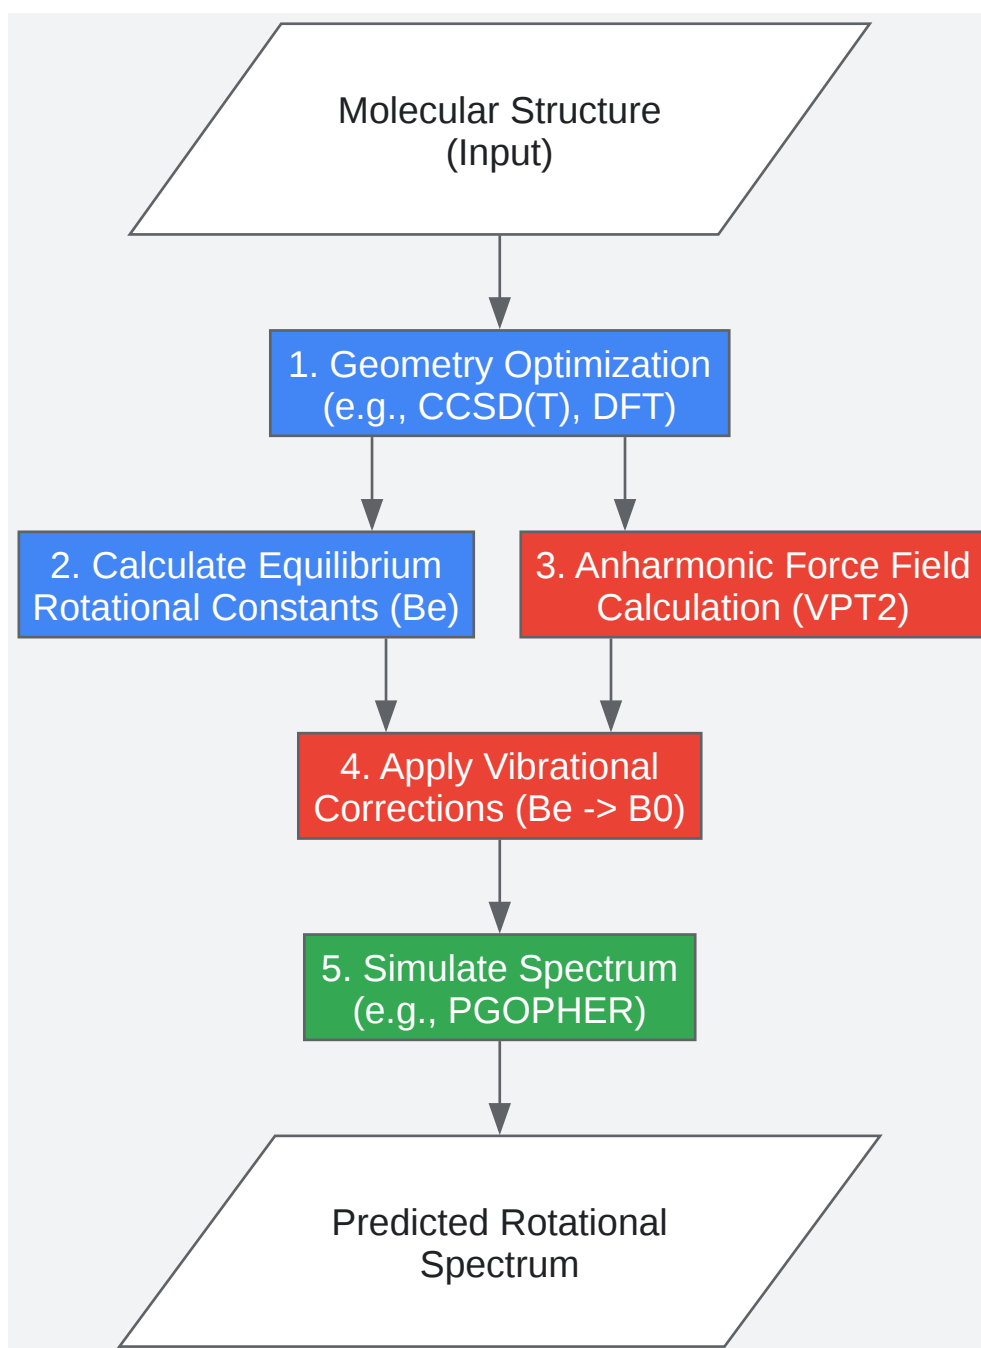 Molecular Structure
(Input)
1. Geometry Optimization
(e.g., CCSD(T), DFT)
2. Calculate Equilibrium
Rotational Constants (Be)
3. Anharmonic Force Field
Calculation (VPT2)
4. Apply Vibrational
Corrections (Be -> B0)
5. Simulate Spectrum
(e.g., PGOPHER)
Predicted Rotational
Spectrum